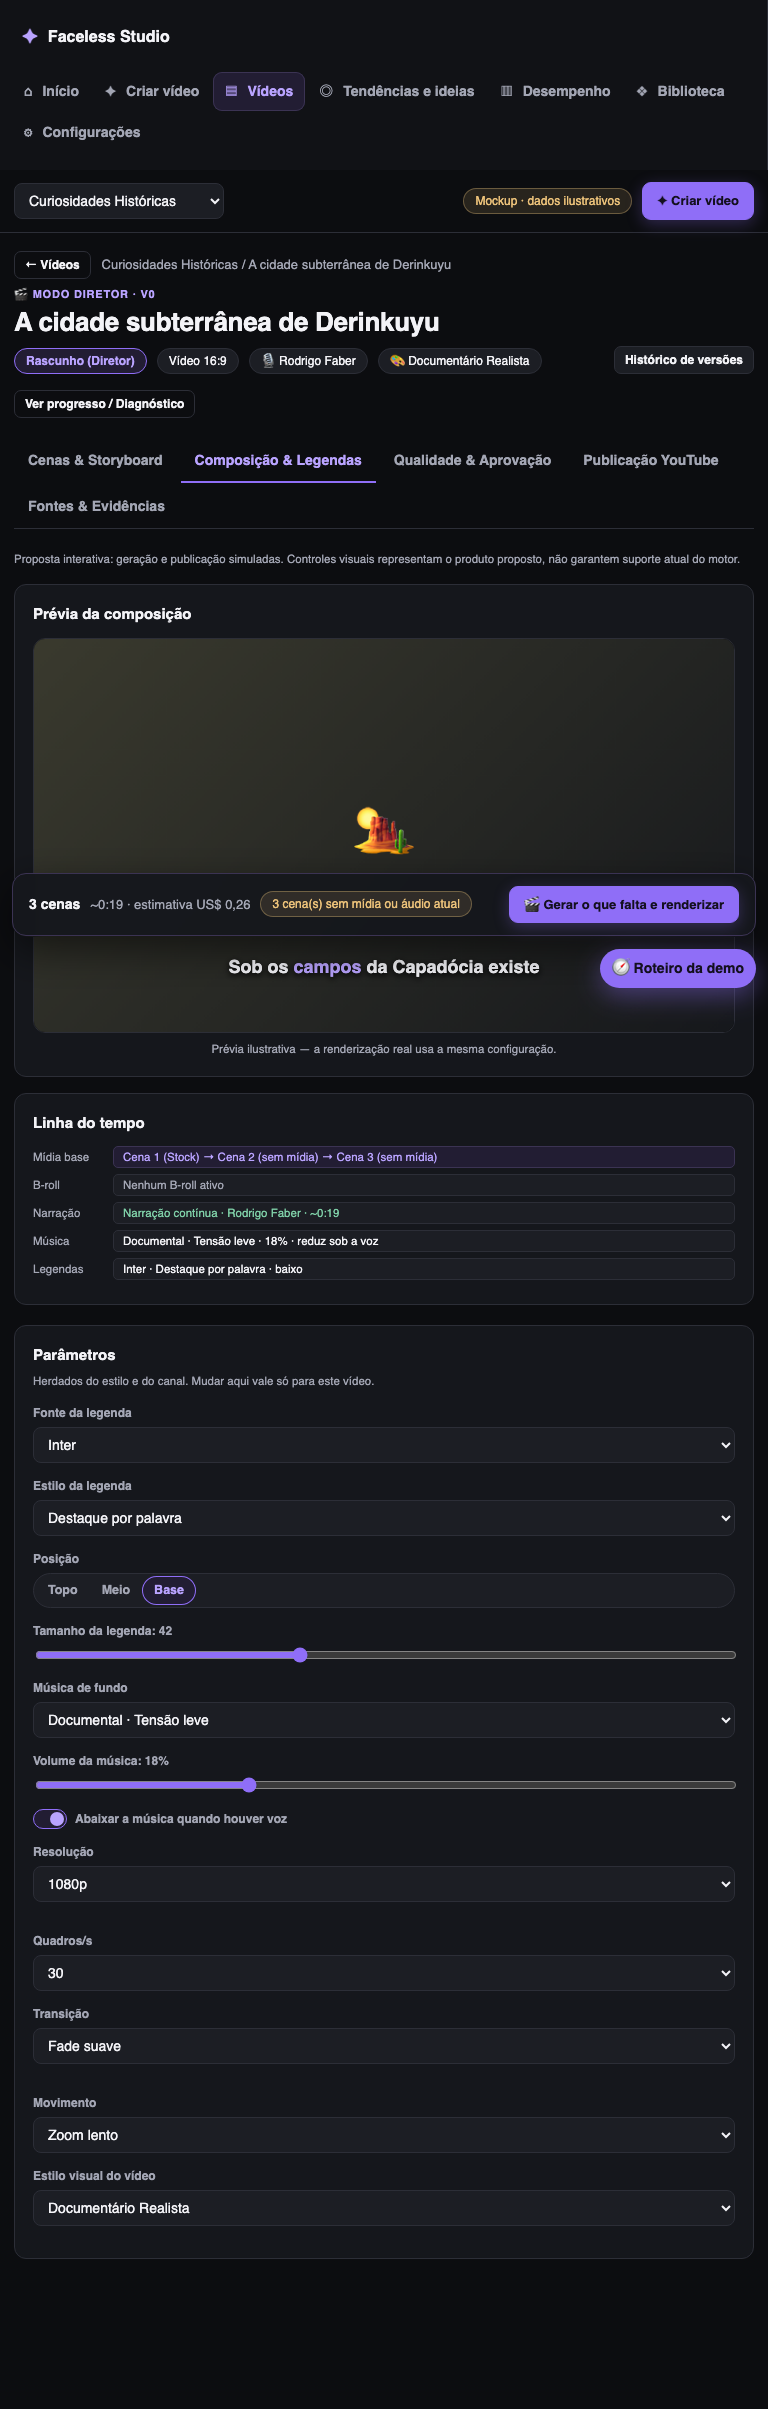 Faceless Studio
Início
Criar vídeo
Vídeos
Tendências e ideias
Desempenho
Biblioteca
Configurações
Curiosidades Históricas
Mockup · dados ilustrativos
✦ Criar vídeo
← Vídeos
Curiosidades Históricas / A cidade subterrânea de Derinkuyu
🎬 MODO DIRETOR · V0
A cidade subterrânea de Derinkuyu
Rascunho (Diretor)
Vídeo 16:9
🎙️ Rodrigo Faber
🎨 Documentário Realista
Histórico de versões
Ver progresso / Diagnóstico
Cenas & Storyboard
Composição & Legendas
Qualidade & Aprovação
Publicação YouTube
Fontes & Evidências
Proposta interativa: geração e publicação simuladas. Controles visuais representam o produto proposto, não garantem suporte atual do motor.
Prévia da composição
3 cenas
~0:19 · estimativa US$ 0,26
3 cena(s) sem mídia ou áudio atual
🎬 Gerar o que falta e renderizar
Sob os campos da Capadócia existe
🧭 Roteiro da demo
Prévia ilustrativa — a renderização real usa a mesma configuração.
Linha do tempo
Mídia base
Cena 1 (Stock) → Cena 2 (sem mídia) → Cena 3 (sem mídia)
B-roll
Nenhum B-roll ativo
Narração
Narração contínua · Rodrigo Faber · ~0:19
Música
Documental · Tensão leve · 18% · reduz sob a voz
Legendas
Inter · Destaque por palavra · baixo
Parâmetros
Herdados do estilo e do canal. Mudar aqui vale só para este vídeo.
Fonte da legenda
Inter
Estilo da legenda
Destaque por palavra
Posição
Topo
Meio
Base
Tamanho da legenda: 42
Música de fundo
Documental · Tensão leve
Volume da música: 18%
Abaixar a música quando houver voz
Resolução
1080p
Quadros/s
30
Transição
Fade suave
Movimento
Zoom lento
Estilo visual do vídeo
Documentário Realista